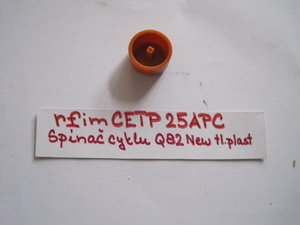 rfim CETP 25APC
Spínač cyklu Q82 New tl.plast